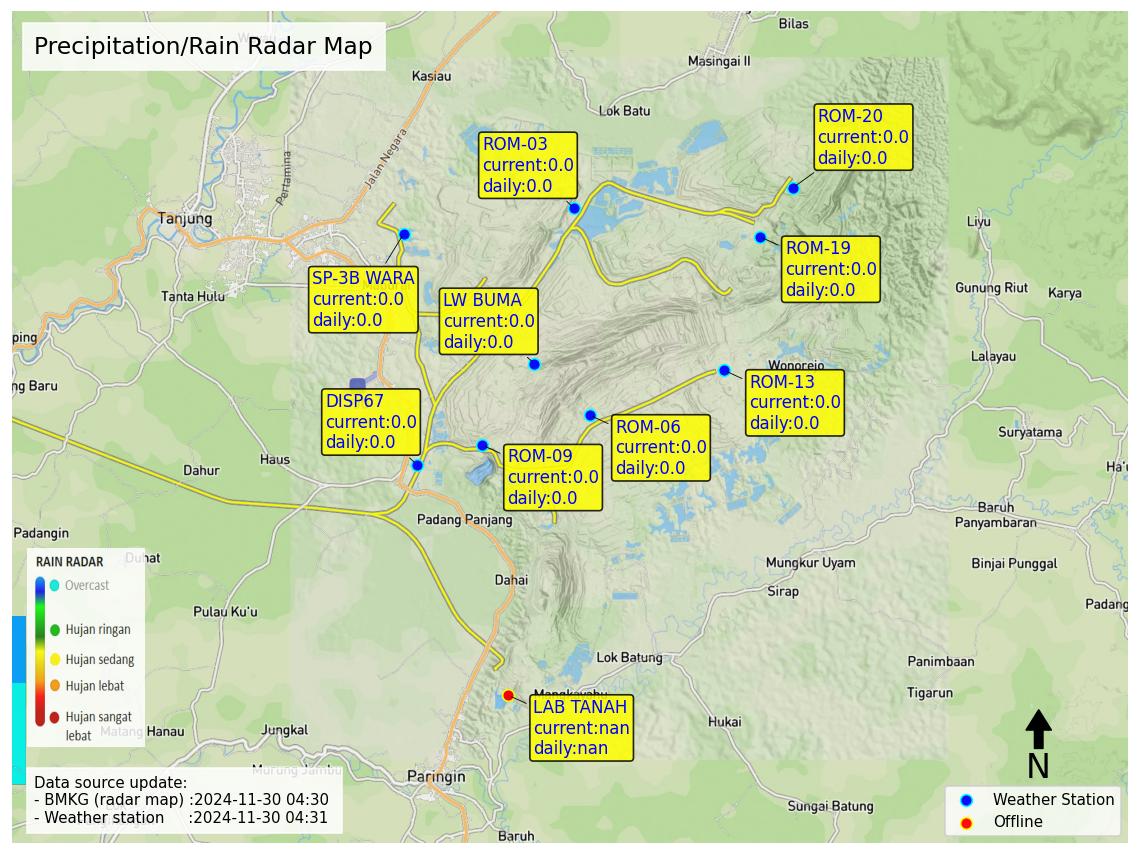 Precipitation/Rain Radar Map
Bilas
Masingai II
Kasiau
Lok Batu
Jalan Negara
Pertamina
Tanjung
Tanta Hulu
ROM-03
current:0.0
daily:0.0
ROM-20
current:0.0
daily:0.0
ROM-19
current:0.0
daily:0.0
SP-3B WARA
current:0.0
daily:0.0
LW BUMA
current:0.0
daily:0.0
Liyu
Gunung Riut
Karya
Lalayau
ping
ng Baru
Wonorejo
ROM-13
current:0.0
daily:0.0
DISP67
current:0.0
daily:0.0
ROM-06
current:0.0
daily:0.0
ROM-09
current:0.0
daily:0.0
Suryatama
Ha'u
Haus
Dahur
Padang Panjang
Baruh
Panyambaran
Padangin
Duhat
Dahai
Mungkur Uyam
Binjai Punggal
Sirap
Padang
Pulau Ku'u
RAIN RADAR
Overcast
Hujan ringan
Hujan sedang
Hujan lebat
Hujan sangat
lebat
Lok Batung
Panimbaan
Tigarun
Mangkayahu
LAB TANAH
current:nan
daily:nan
Hukai
Matang Hanau
Jungkal
Murung Jambu
Paringin
Sungai Batung
Baruh
Data source update:
- BMKG (radar map) :2024-11-30 04:30
- Weather station :2024-11-30 04:31
N
Weather Station
Offline